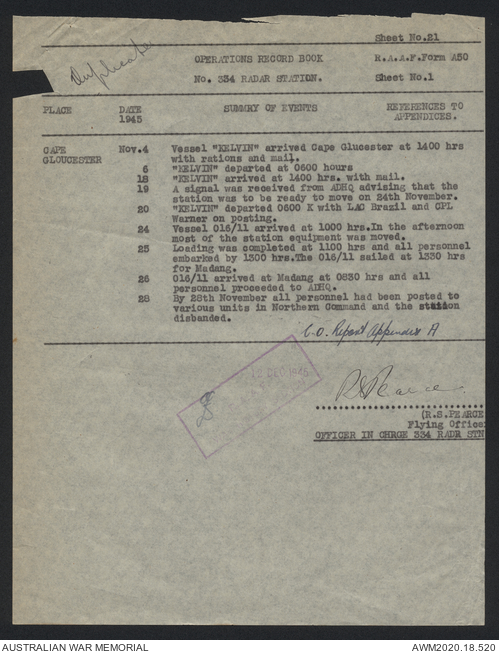 Sheet No.21
Duplicate
OPERATIONS RECORD BOOK R.A.A.F.Form A50
No. 334 RADAR STATION. Sheet No.1
PLACE DATE SUMMARY OF EVENTS REFERENCES TO
1945 APPENDICES.
CAPE Nov.4 Vessel "KELVIN" arrived Cape Glucester at 1400 hrs
GLOUCESTER with rations and mail.
6 "KELVIN" departed at 0600 hours
18 "KELVIN" arrived at 1400 hrs. with mail.
19 A signal was received from ADHQ advising that the
station was to be ready to move on 24th November.
20 "KELVIN" departed 0600 K with LAC Brazil and CPL
Warner on posting.
24 Vessel 016/11 arrived at 1000 hrs.In the afternoon
most of the station equipment was moved.
25 Loading was completed at 1100 hrs and all personnel
embarked by 1300 hrs.The 016/11 sailed at 1330 hrs
for Madang.
26 016/11 arrived at Madang at 0830 hrs and all
personnel proceeded to ADHQ.
28 By 28th November all personnel had been posted to
various units in Northern Command and the station
disbanded.
C.O. Report Appendix A
12 DEC 1945
R S Pearce
(R.S.PEARCE
Flying Officer
OFFICER IN CHRGE 334 RADR STN
AUSTRALIAN WAR MEMORIAL AWM2020.18.520